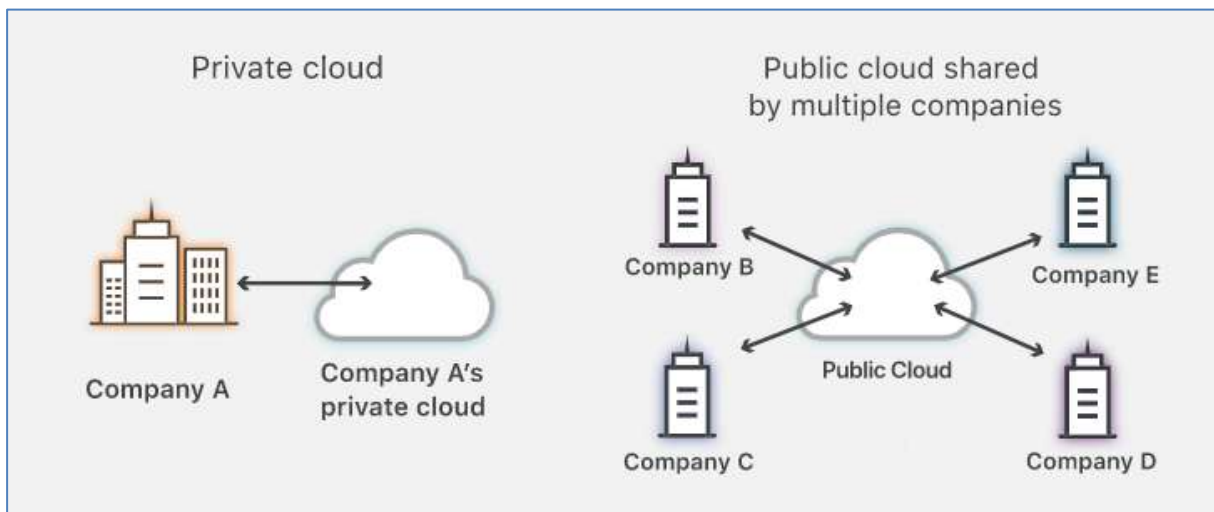 Private cloud
Company A
Company A's
private cloud
Public cloud shared
by multiple companies
Company B
Company E
Public Cloud
Company C
Company D